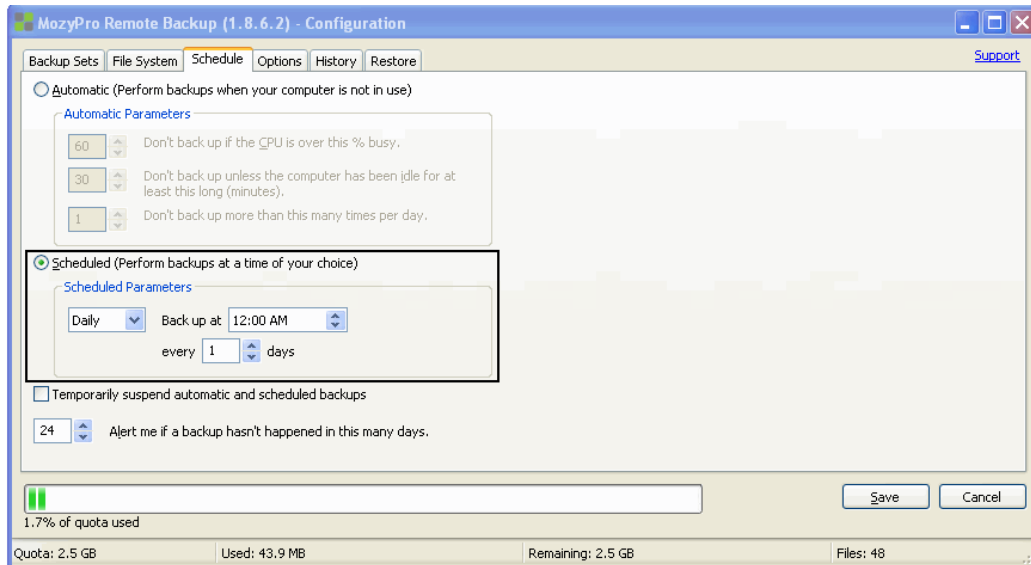 MozyPro Remote Backup (1.8.6.2) - Configuration
Backup Sets File System Schedule Options History Restore Support
Automatic (Perform backups when your computer is not in use)
Automatic Parameters
60 Don't back up if the CPU is over this % busy.
30 Don't back up unless the computer has been idle for at
least this long (minutes).
1 Don't back up more than this many times per day.
Scheduled (Perform backups at a time of your choice)
Scheduled Parameters
Daily Back up at 12:00 AM
every 1 days
Temporarily suspend automatic and scheduled backups
24 Alert me if a backup hasn't happened in this many days.
Save Cancel
1.7% of quota used
Quota: 2.5 GB Used: 43.9 MB Remaining: 2.5 GB Files: 48